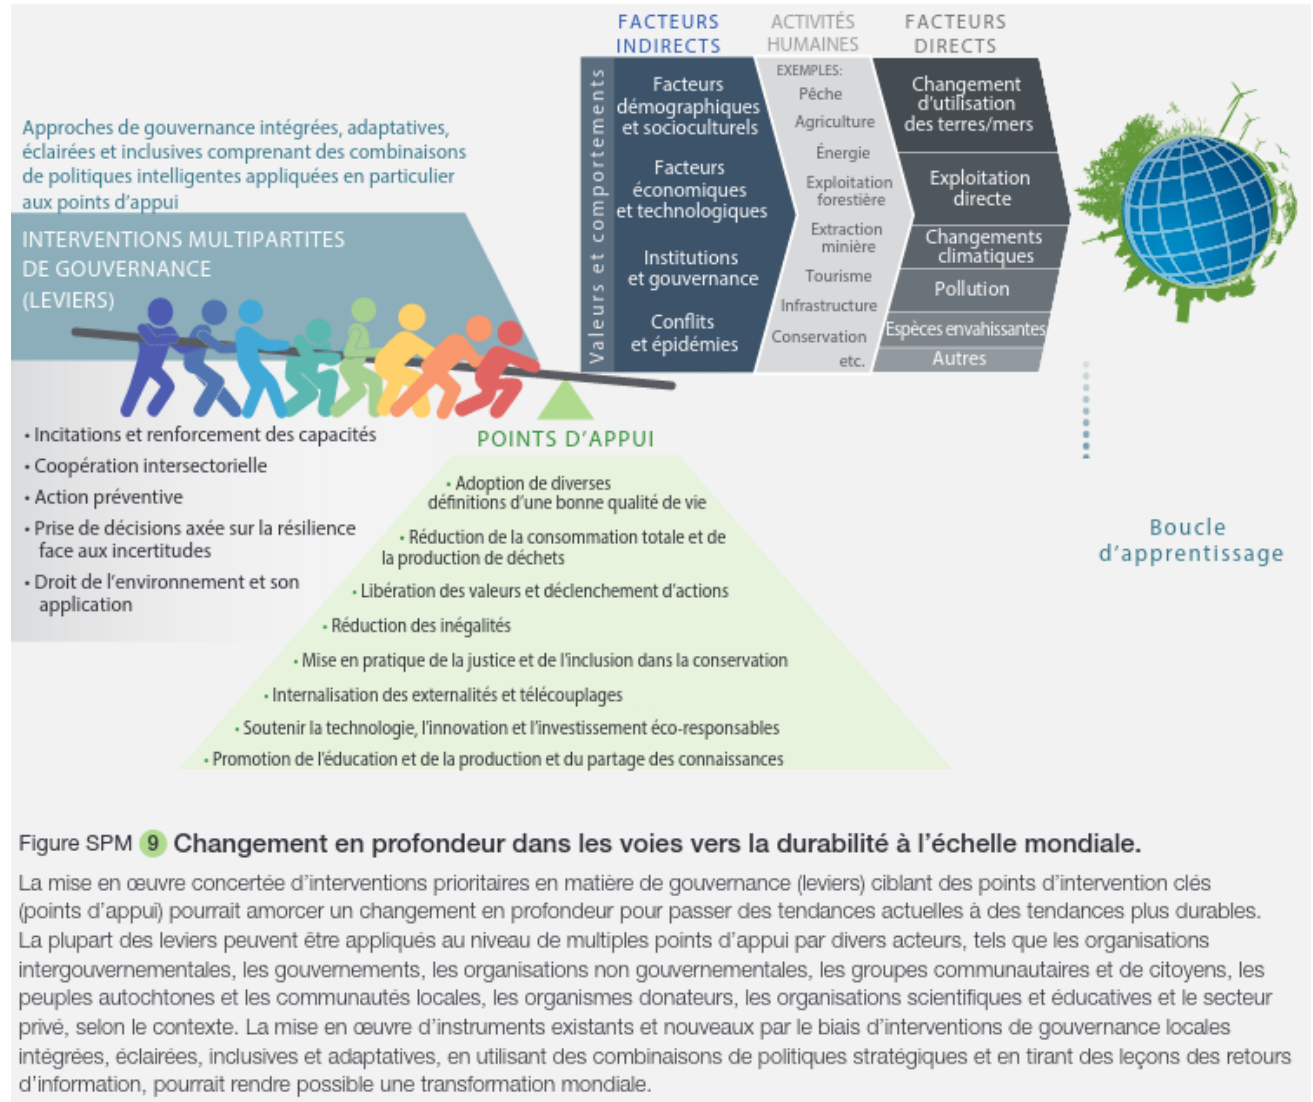 FACTEURS
INDIRECTS
ACTIVITÉS
HUMAINES
FACTEURS
DIRECTS
Valeurs et comportements
Facteurs
démographiques
et socioculturels
Facteurs
économiques
et technologiques
Institutions
et gouvernance
Conflits
et épidémies
EXEMPLES:
Pêche
Agriculture
Énergie
Exploitation
forestière
Extraction
minière
Tourisme
Infrastructure
Conservation
etc.
Changement
d'utilisation
des terres/mers
Exploitation
directe
Changements
climatiques
Pollution
Espèces envahissantes
Autres
Approches de gouvernance intégrées, adaptatives,
éclairées et inclusives comprenant des combinaisons
de politiques intelligentes appliquées en particulier
aux points d'appui
INTERVENTIONS MULTIPARTITES
DE GOUVERNANCE
(LEVIERS)
• Incitations et renforcement des capacités
• Coopération intersectorielle
• Action préventive
• Prise de décisions axée sur la résilience
face aux incertitudes
• Droit de l'environnement et son
application
POINTS D'APPUI
• Adoption de diverses
définitions d'une bonne qualité de vie
• Réduction de la consommation totale et de
la production de déchets
• Libération des valeurs et déclenchement d'actions
• Réduction des inégalités
• Mise en pratique de la justice et de l'inclusion dans la conservation
• Internalisation des externalités et télécouplages
• Soutenir la technologie, l'innovation et l'investissement éco-responsables
• Promotion de l'éducation et de la production et du partage des connaissances
Boucle
d'apprentissage
Figure SPM 9 Changement en profondeur dans les voies vers la durabilité à l'échelle mondiale.
La mise en œuvre concertée d'interventions prioritaires en matière de gouvernance (leviers) ciblant des points d'intervention clés
(points d'appui) pourrait amorcer un changement en profondeur pour passer des tendances actuelles à des tendances plus durables.
La plupart des leviers peuvent être appliqués au niveau de multiples points d'appui par divers acteurs, tels que les organisations
intergouvernementales, les gouvernements, les organisations non gouvernementales, les groupes communautaires et de citoyens, les
peuples autochtones et les communautés locales, les organismes donateurs, les organisations scientifiques et éducatives et le secteur
privé, selon le contexte. La mise en œuvre d'instruments existants et nouveaux par le biais d'interventions de gouvernance locales
intégrées, éclairées, inclusives et adaptatives, en utilisant des combinaisons de politiques stratégiques et en tirant des leçons des retours
d'information, pourrait rendre possible une transformation mondiale.